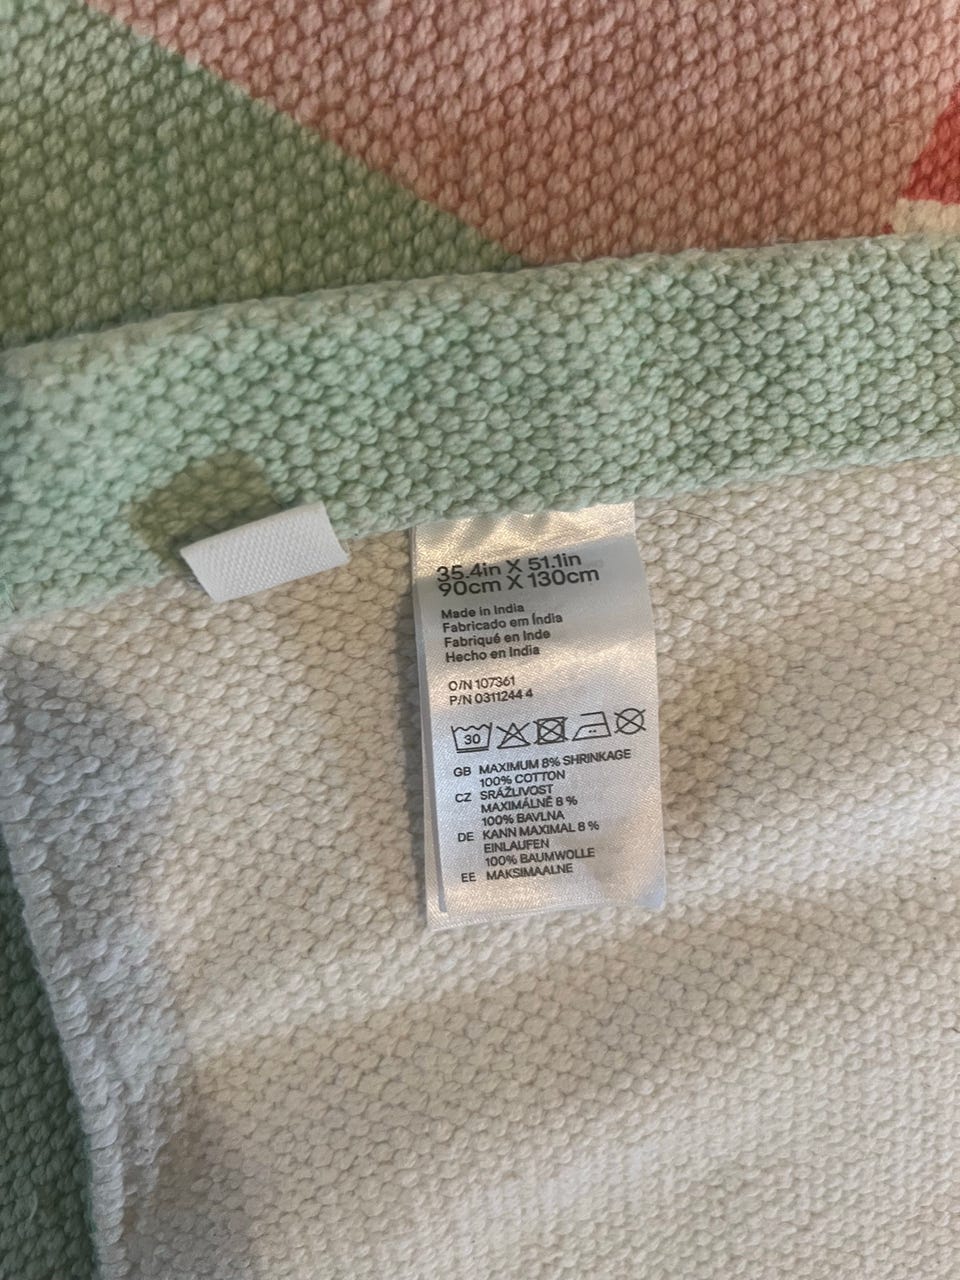 35.4in X 51.1in
90cm X 130cm
Made in India
Fabricado em Índia
Fabriqué en Inde
Hecho en India
O/N 107361
P/N 0311244 4
30
GB MAXIMUM 8% SHRINKAGE
100% COTTON
CZ SRÁŽLIVOST
MAXIMÁLNĚ 8 %
100% BAVLNA
DE KANN MAXIMAL 8 %
EINLAUFEN
100% BAUMWOLLE
EE MAKSIMAALNE